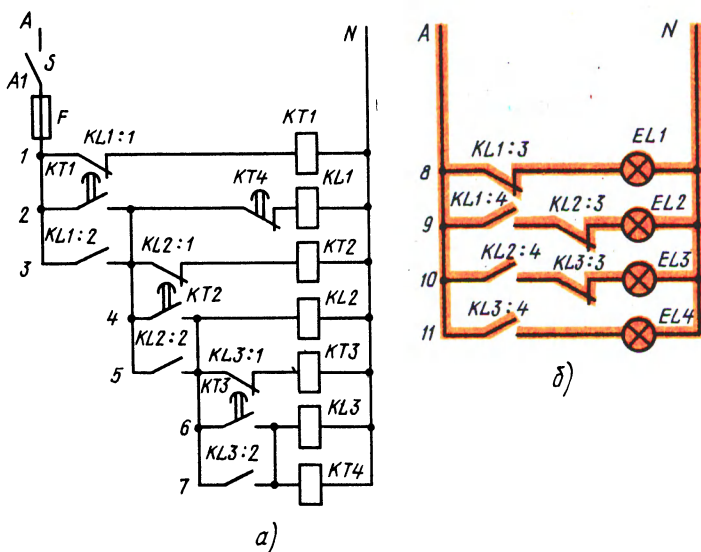 A
N
S
A1
F
KL1:1
KT1
1
KT1
KT4
KL1
2
KL1:2
KL2:1
KT2
3
KT2
KL2
4
KL2:2
KL3:1
KT3
5
KT3
KL3
6
KL3:2
KT4
7
а)
A
N
KL1:3
EL1
8
KL1:4
KL2:3
EL2
9
KL2:4
KL3:3
EL3
10
KL3:4
EL4
11
б)